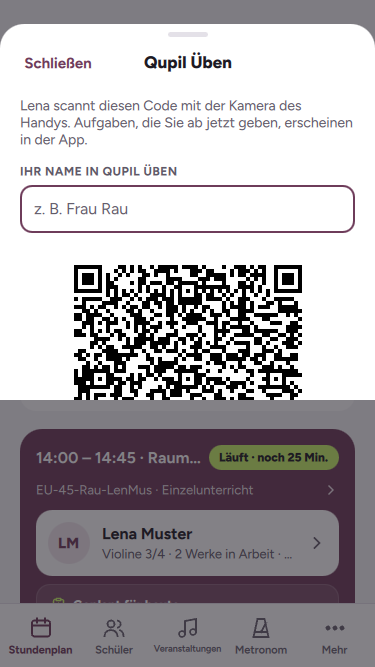 Schließen
Qupil Üben
Lena scannt diesen Code mit der Kamera des
Handys. Aufgaben, die Sie ab jetzt geben, erscheinen
in der App.
IHR NAME IN QUPIL ÜBEN
z. B. Frau Rau
14:00 – 14:45 · Raum...
Läuft · noch 25 Min.
EU-45-Rau-LenMus · Einzelunterricht
LM
Lena Muster
Violine 3/4 · 2 Werke in Arbeit · ...
Stundenplan
Schüler
Veranstaltungen
Metronom
Mehr